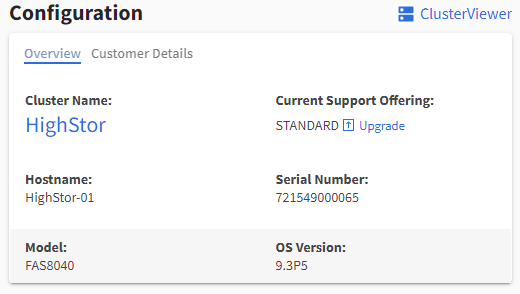 Configuration
ClusterViewer
Overview Customer Details
Cluster Name:
HighStor
Current Support Offering:
STANDARD Upgrade
Hostname:
HighStor-01
Serial Number:
721549000065
Model:
FAS8040
OS Version:
9.3P5